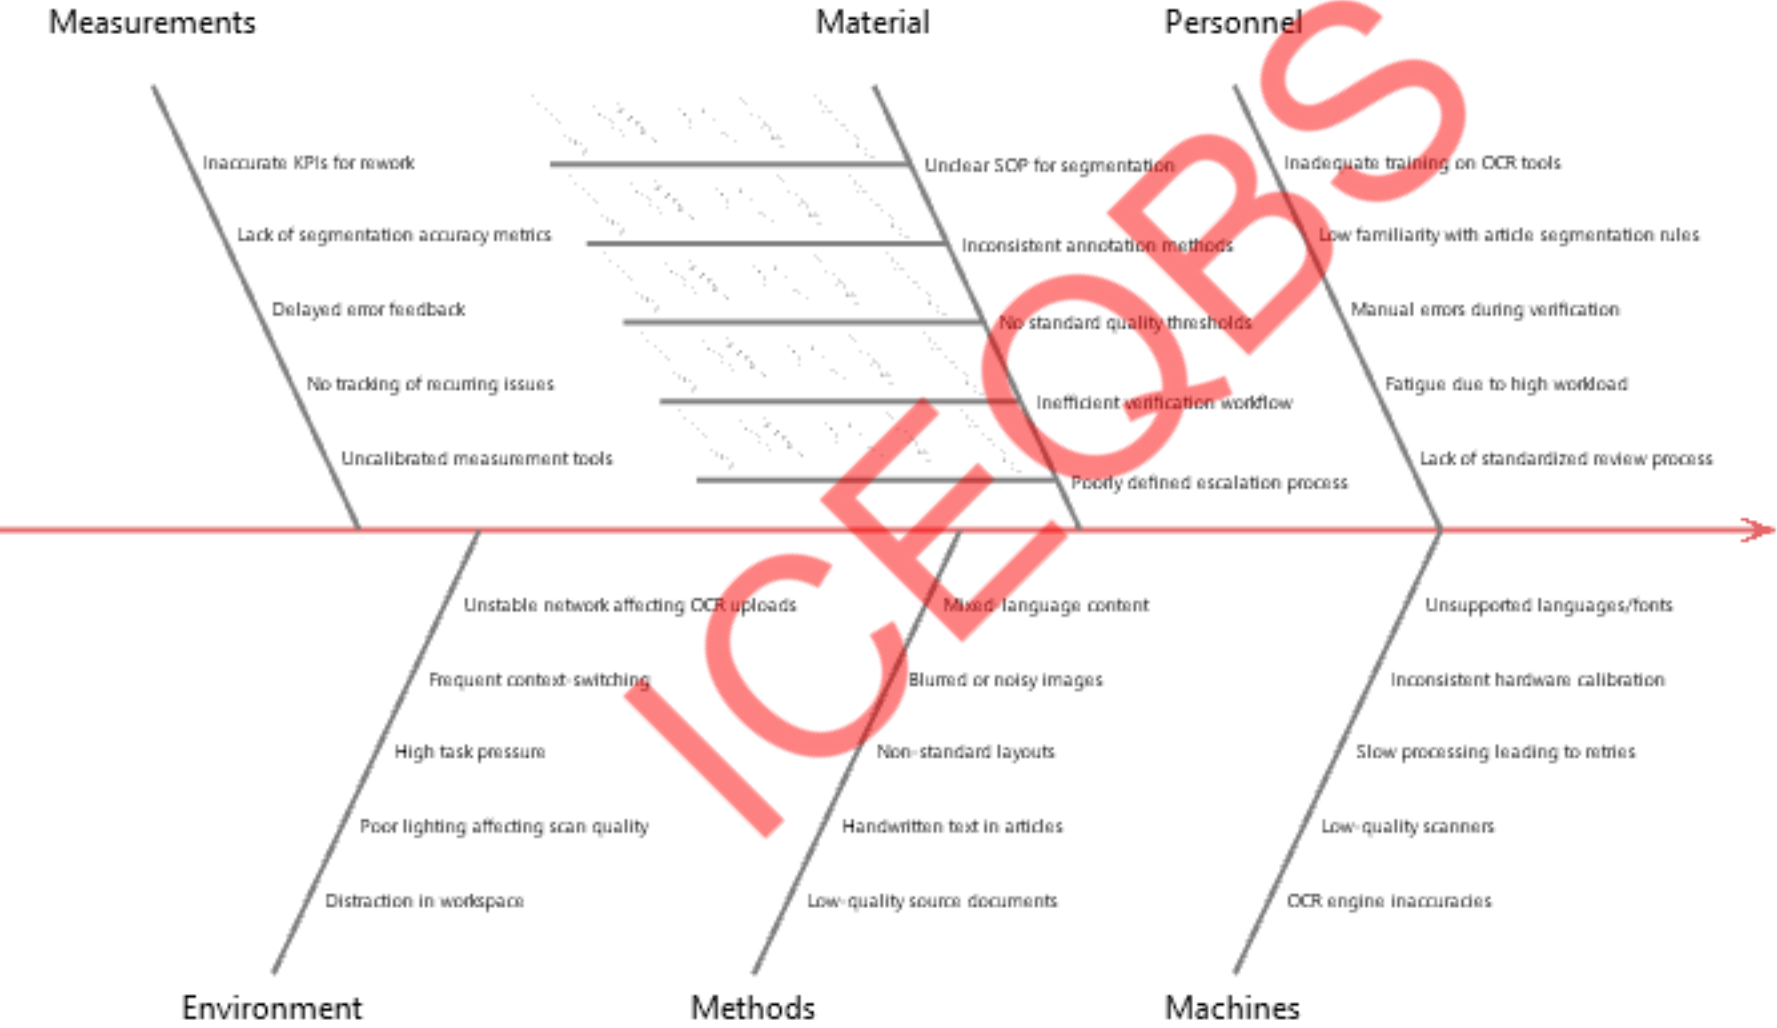 Measurements
Material
Personnel
Inaccurate KPIs for rework
Lack of segmentation accuracy metrics
Delayed error feedback
No tracking of recurring issues
Uncalibrated measurement tools
Unclear SOP for segmentation
Inconsistent annotation methods
No standard quality thresholds
Inefficient verification workflow
Poorly defined escalation process
Inadequate training on OCR tools
Low familiarity with article segmentation rules
Manual errors during verification
Fatigue due to high workload
Lack of standardized review process
Unstable network affecting OCR uploads
Frequent context-switching
High task pressure
Poor lighting affecting scan quality
Distraction in workspace
Mixed-language content
Blurred or noisy images
Non-standard layouts
Handwritten text in articles
Low-quality source documents
Unsupported languages/fonts
Inconsistent hardware calibration
Slow processing leading to retries
Low-quality scanners
OCR engine inaccuracies
Environment
Methods
Machines
ICEQBS